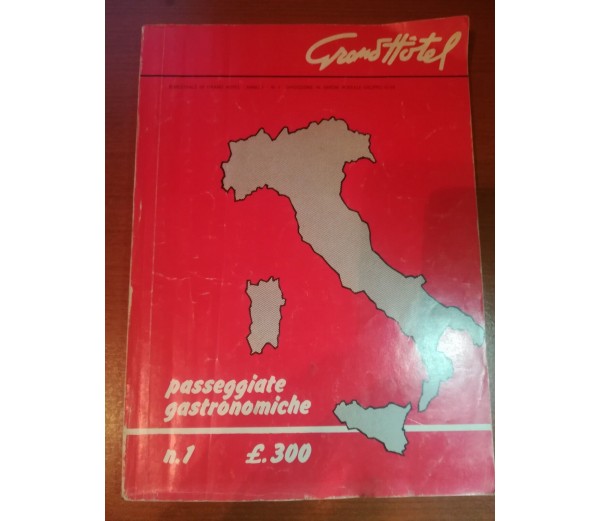 Grand Hôtel
passeggiate
gastronomiche
n.1 £.300